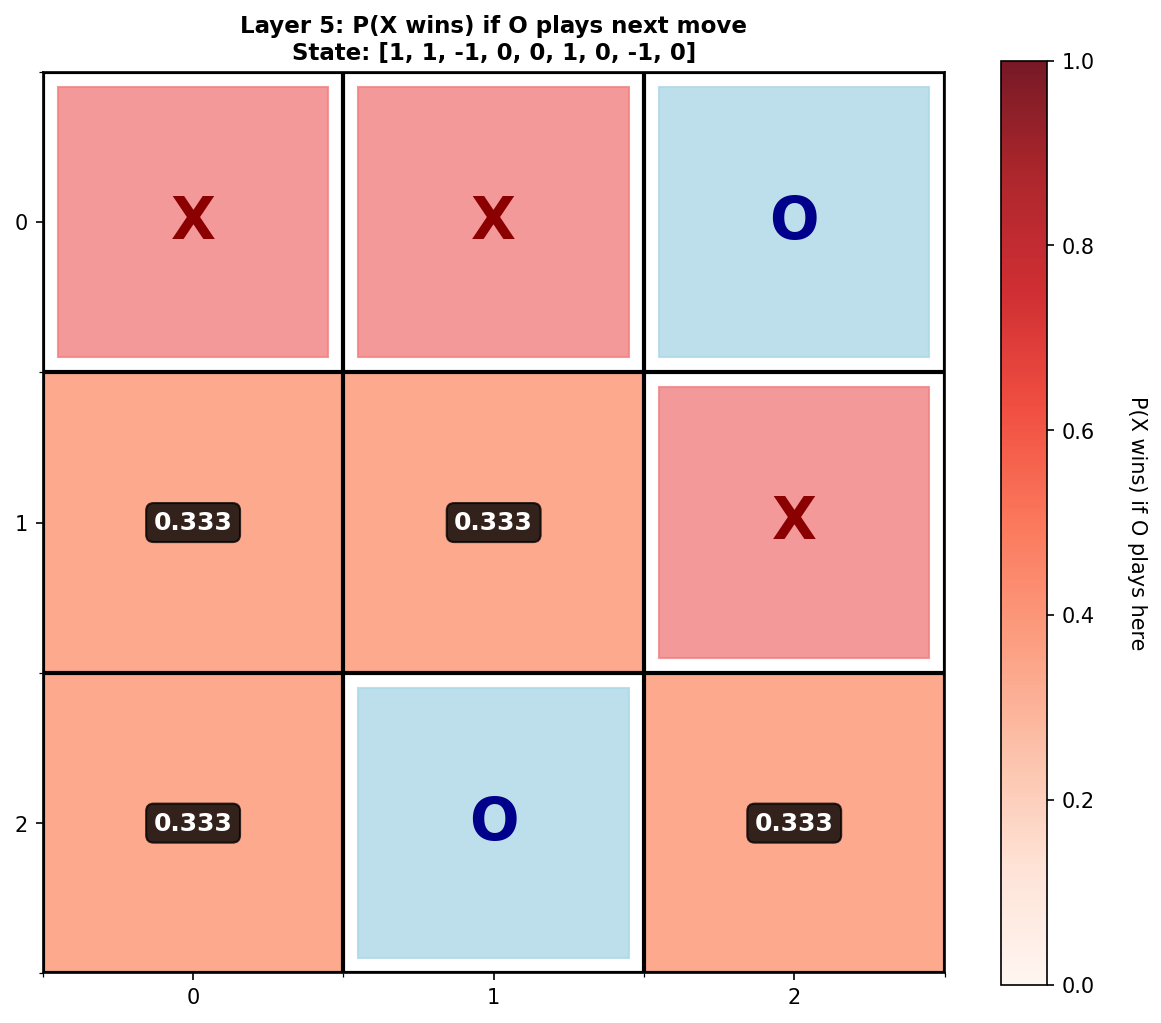 Layer 5: P(X wins) if O plays next move
State: [1, 1, -1, 0, 0, 1, 0, -1, 0]
0
X
X
O
1
0.333
0.333
X
2
0.333
O
0.333
0
1
2
1.0
0.8
0.6
0.4
0.2
0.0
P(X wins) if O plays here